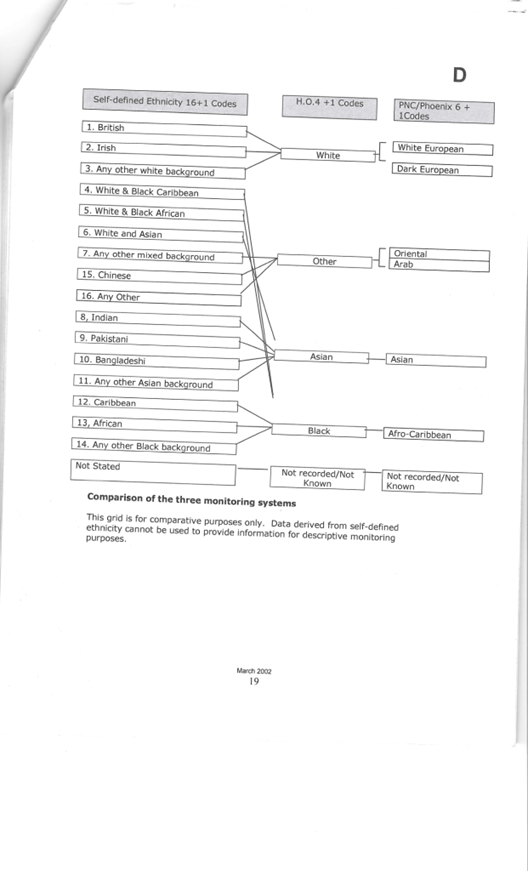 D
Self-defined Ethnicity 16+1 Codes
H.O.4 +1 Codes
PNC/Phoenix 6 +
1Codes
1. British
2. Irish
3. Any other white background
White
White European
Dark European
4. White & Black Caribbean
5. White & Black African
6. White and Asian
7. Any other mixed background
15. Chinese
16. Any Other
Other
Oriental
Arab
8, Indian
9. Pakistani
10. Bangladeshi
11. Any other Asian background
Asian
Asian
12. Caribbean
13, African
14. Any other Black background
Black
Afro-Caribbean
Not Stated
Not recorded/Not
Known
Not recorded/Not
Known
Comparison of the three monitoring systems
This grid is for comparative purposes only. Data derived from self-defined
ethnicity cannot be used to provide information for descriptive monitoring
purposes.
March 2002
19